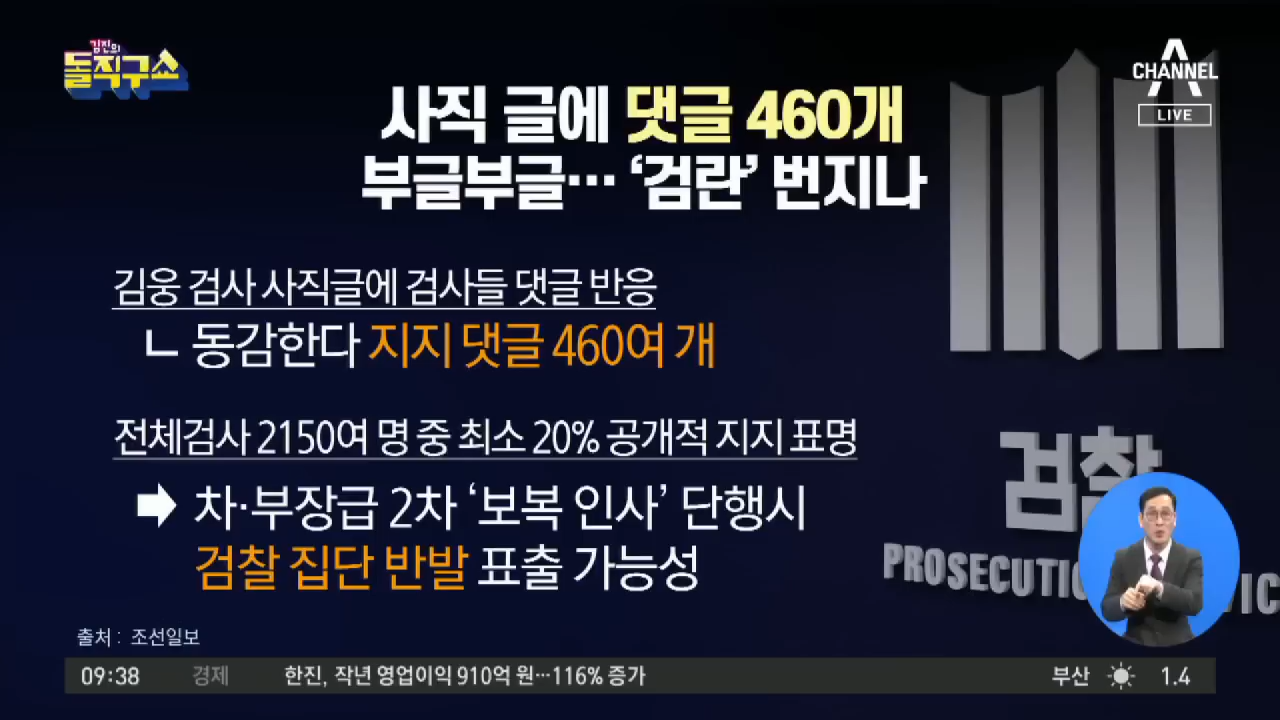 김진의
돌직구쇼
CHANNEL A
LIVE
사직 글에 댓글 460개
부글부글… ‘검란’ 번지나
김웅 검사 사직글에 검사들 댓글 반응
ㄴ 동감한다 지지 댓글 460여 개
전체검사 2150여 명 중 최소 20% 공개적 지지 표명
➡ 차·부장급 2차 ‘보복 인사’ 단행시
검찰 집단 반발 표출 가능성
검찰
출처 : 조선일보
09:38 경제 한진, 작년 영업이익 910억 원…116% 증가 부산 1.4